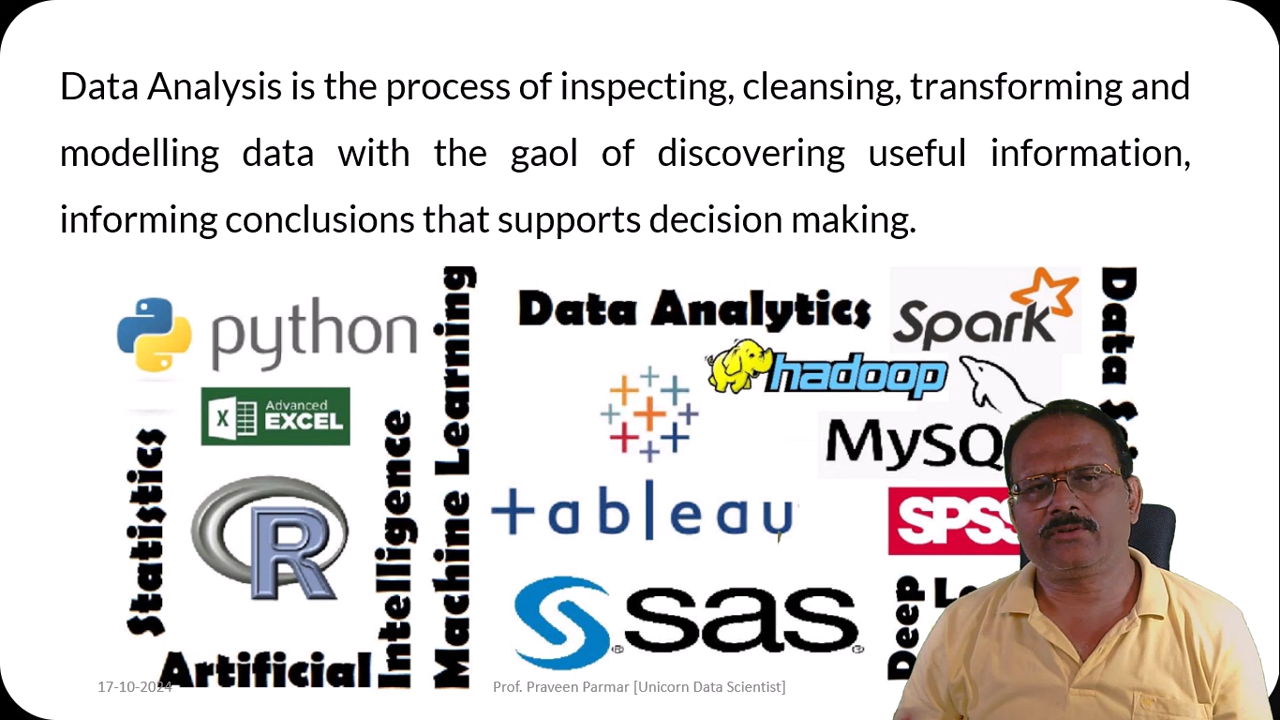 Data Analysis is the process of inspecting, cleansing, transforming and
modelling data with the gaol of discovering useful information,
informing conclusions that supports decision making.
python
Machine Learning
Data Analytics
Spark
Data
hadoop
Advanced
EXCEL
Statistics
Intelligence
MySQ
R
+ableau
SPSS
sas
Deep
Artificial
17-10-2024
Prof. Praveen Parmar [Unicorn Data Scientist]